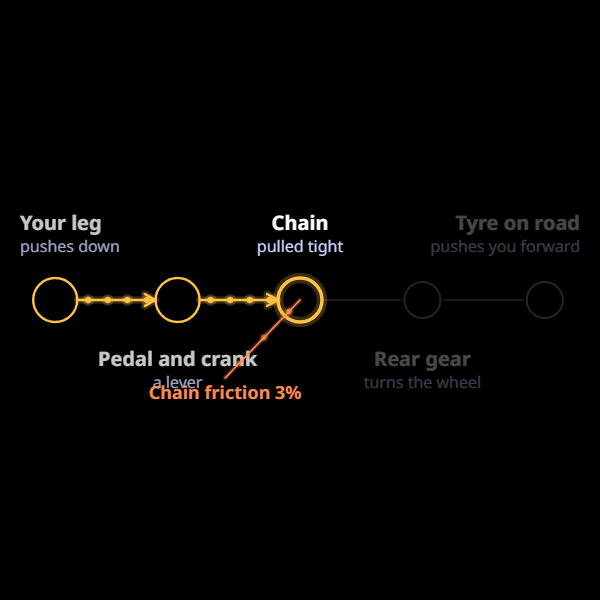 Your leg
pushes down
Chain
pulled tight
Tyre on road
pushes you forward
Pedal and crank
a lever
Rear gear
turns the wheel
Chain friction 3%